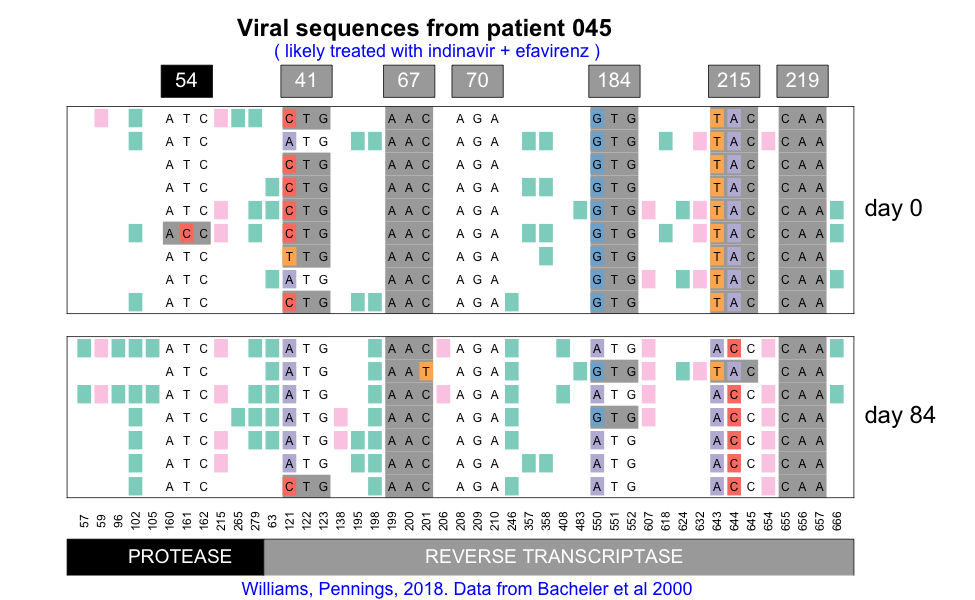 Viral sequences from patient 045
( likely treated with indinavir + efavirenz )
54 41 67 70 184 215 219
A T C C T G A A C A G A G T G T A C C A A
A T C A T G A A C A G A G T G T A C C A A
A T C C T G A A C A G A G T G T A C C A A
A T C C T G A A C A G A G T G T A C C A A
A T C C T G A A C A G A G T G T A C C A A
A C C C T G A A C A G A G T G T A C C A A
A T C T T G A A C A G A G T G T A C C A A
A T C A T G A A C A G A G T G T A C C A A
A T C C T G A A C A G A G T G T A C C A A
day 0
A T C A T G A A C A G A A T G A C C C A A
A T C A T G A A T A G A G T G T A C C A A
A T C A T G A A C A G A A T G A C C C A A
A T C A T G A A C A G A G T G A C C C A A
A T C A T G A A C A G A A T G A C C C A A
A T C A T G A A C A G A A T G A C C C A A
A T C C T G A A C A G A A T G A C C C A A
day 84
57 59 96 102 105 160 161 162 215 265 279 63 121 122 123 138 195 198 199 200 201 206 208 209 210 246 357 358 408 483 550 551 552 607 618 624 632 643 644 645 654 655 656 657 666
PROTEASE REVERSE TRANSCRIPTASE
Williams, Pennings, 2018. Data from Bacheler et al 2000